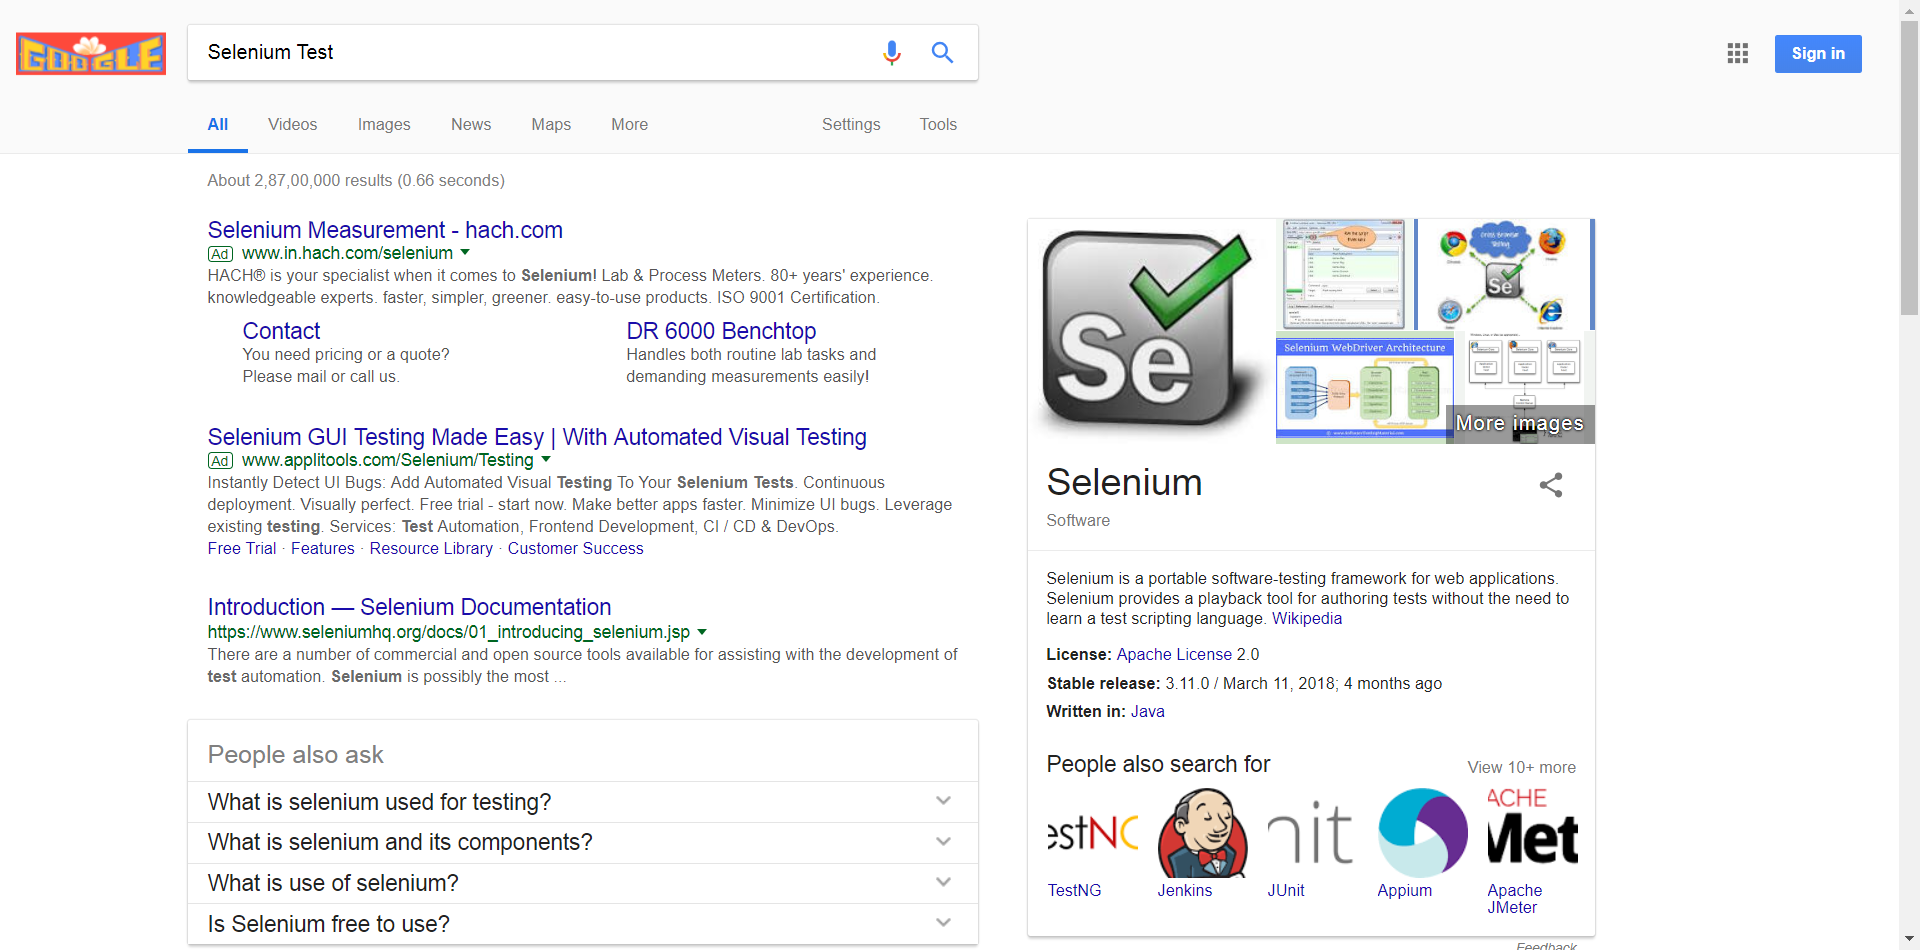 GOOGLE
Selenium Test
Sign in
All Videos Images News Maps More Settings Tools
About 2,87,00,000 results (0.66 seconds)
Selenium Measurement - hach.com
Ad www.in.hach.com/selenium
HACH® is your specialist when it comes to Selenium! Lab & Process Meters. 80+ years' experience.
knowledgeable experts. faster, simpler, greener. easy-to-use products. ISO 9001 Certification.
Contact
You need pricing or a quote?
Please mail or call us.
DR 6000 Benchtop
Handles both routine lab tasks and
demanding measurements easily!
Selenium GUI Testing Made Easy | With Automated Visual Testing
Ad www.applitools.com/Selenium/Testing
Instantly Detect UI Bugs: Add Automated Visual Testing To Your Selenium Tests. Continuous
deployment. Visually perfect. Free trial - start now. Make better apps faster. Minimize UI bugs. Leverage
existing testing. Services: Test Automation, Frontend Development, CI / CD & DevOps.
Free Trial · Features · Resource Library · Customer Success
Introduction — Selenium Documentation
https://www.seleniumhq.org/docs/01_introducing_selenium.jsp
There are a number of commercial and open source tools available for assisting with the development of
test automation. Selenium is possibly the most ...
People also ask
What is selenium used for testing?
What is selenium and its components?
What is use of selenium?
Is Selenium free to use?
Se
Cross Browser
Testing
Se
Selenium WebDriver Architecture
More images
Selenium
Software
Selenium is a portable software-testing framework for web applications.
Selenium provides a playback tool for authoring tests without the need to
learn a test scripting language. Wikipedia
License: Apache License 2.0
Stable release: 3.11.0 / March 11, 2018; 4 months ago
Written in: Java
People also search for
View 10+ more
estNG
nit
ACHE
Met
TestNG
Jenkins
JUnit
Appium
Apache
JMeter
Feedback